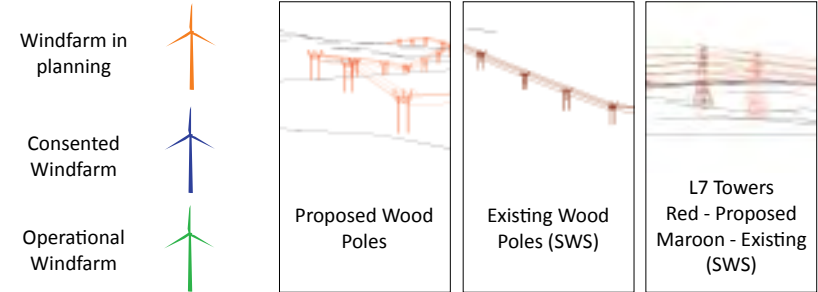 Windfarm in
planning
Consented
Windfarm
Operational
Windfarm
Proposed Wood
Poles
Existing Wood
Poles (SWS)
L7 Towers
Red - Proposed
Maroon - Existing
(SWS)